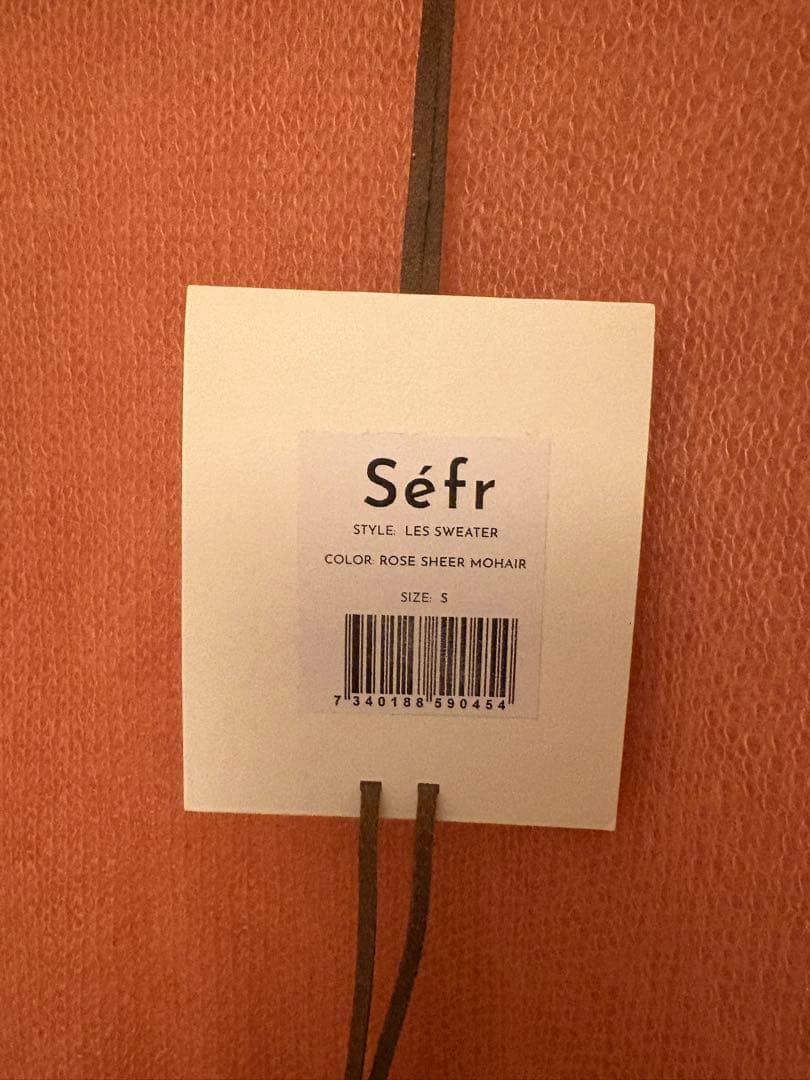 Séfr
STYLE: LES SWEATER
COLOR: ROSE SHEER MOHAIR
SIZE: S
7 340188 590454